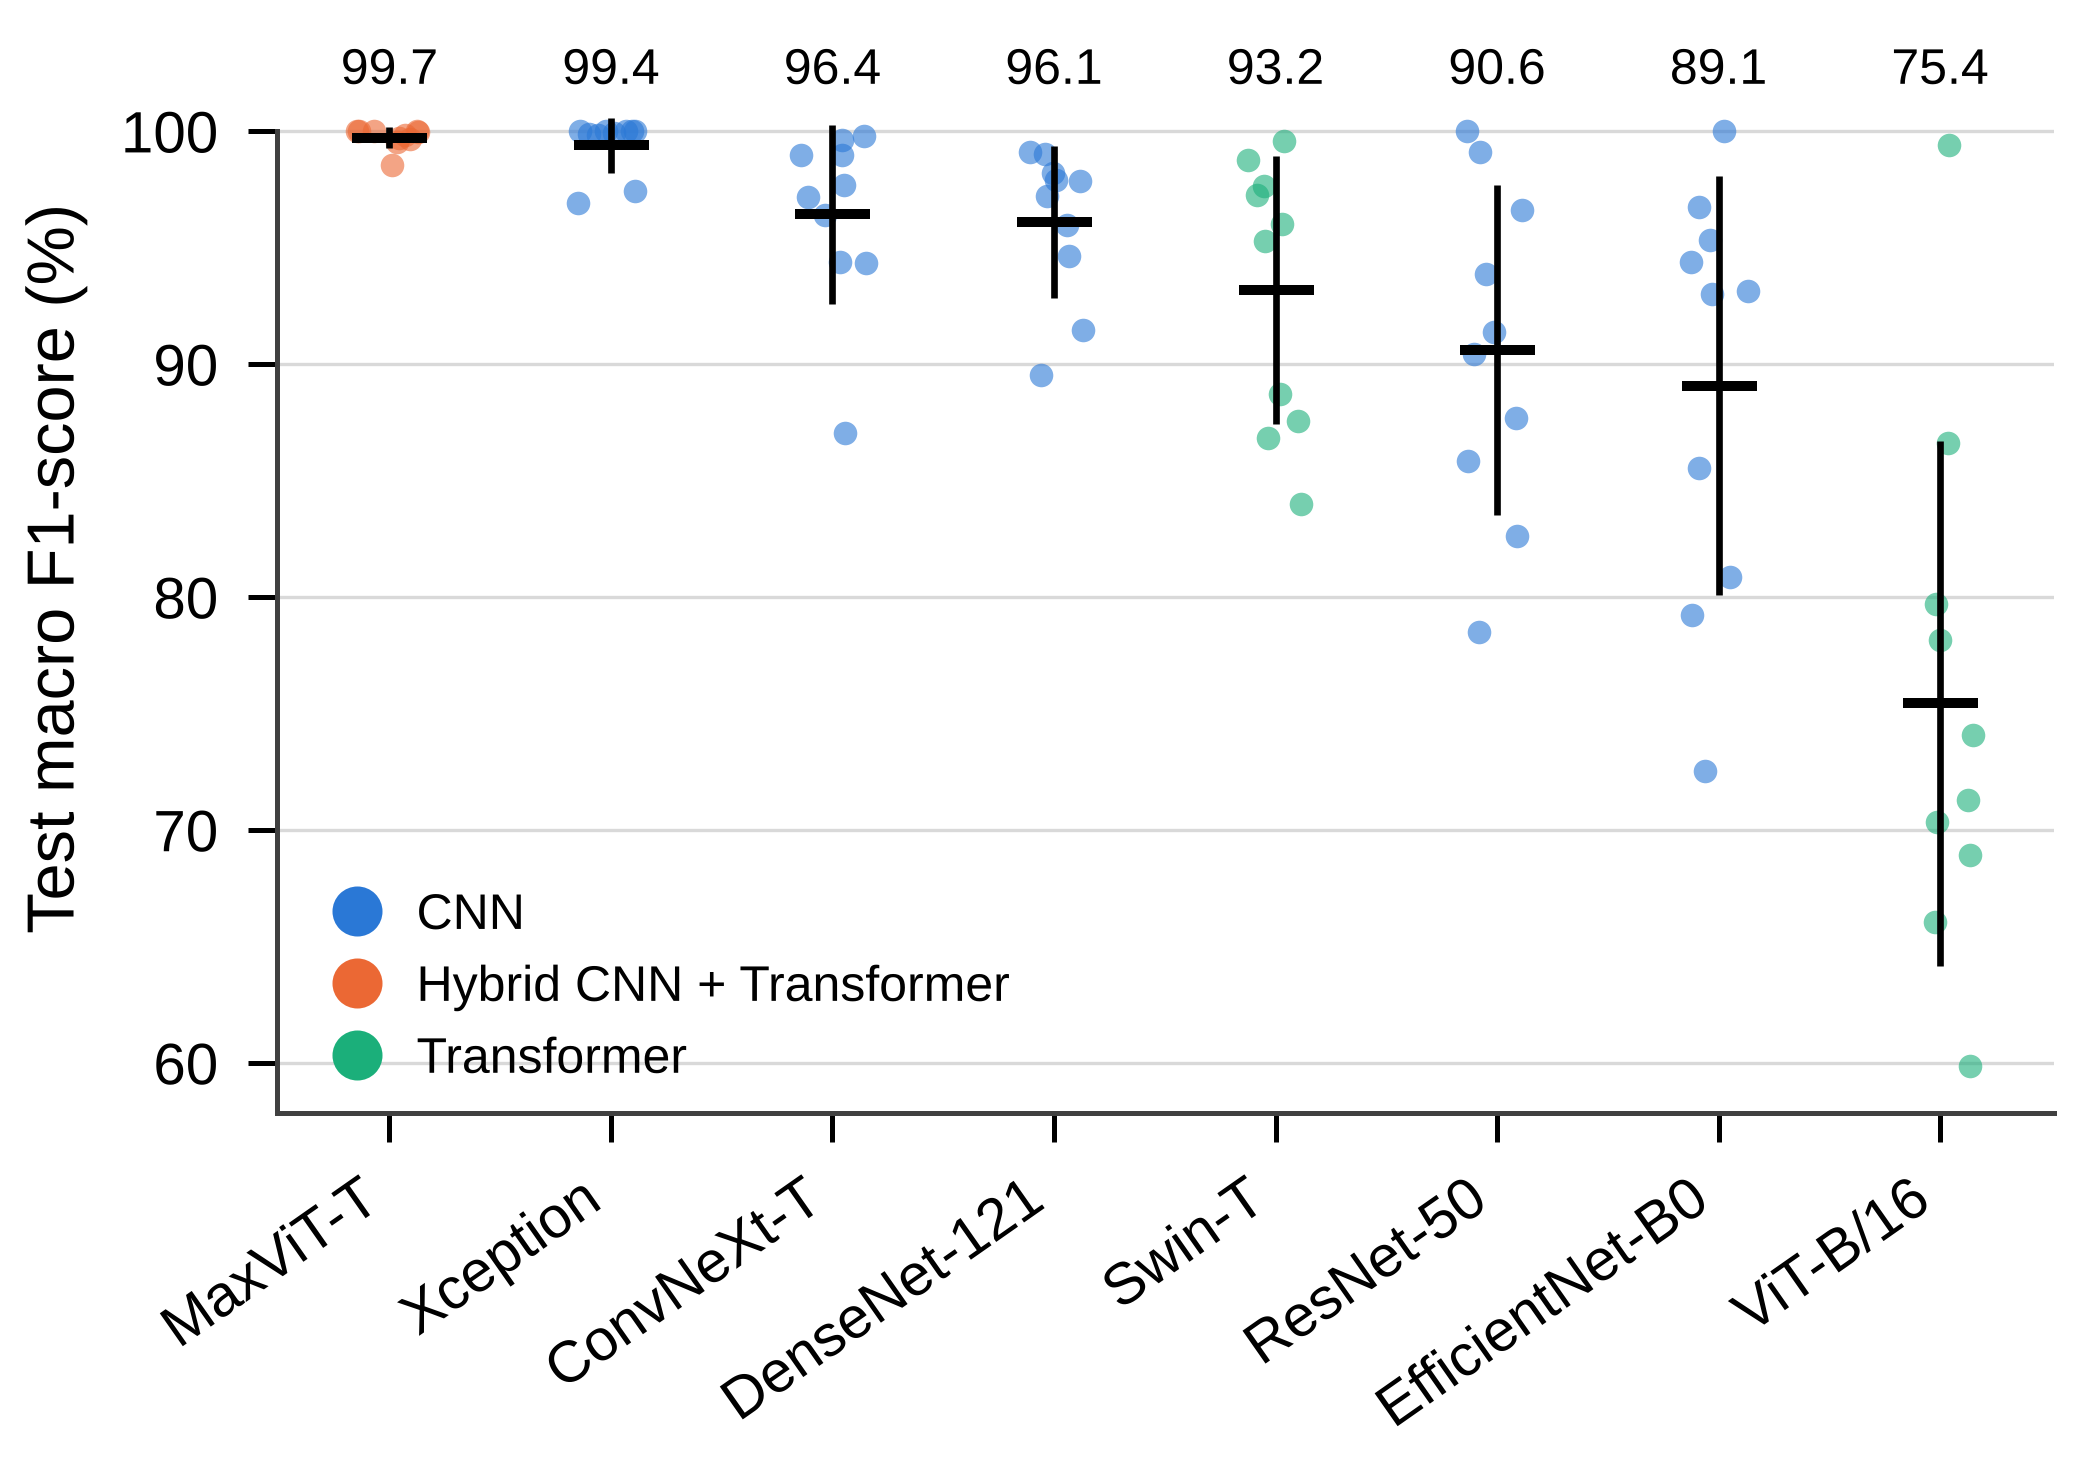 99.7 99.4 96.4 96.1 93.2 90.6 89.1 75.4
100
90
80
70
60
Test macro F1-score (%)
CNN
Hybrid CNN + Transformer
Transformer
MaxViT-T
Xception
ConvNeXt-T
DenseNet-121
Swin-T
ResNet-50
EfficientNet-B0
ViT-B/16